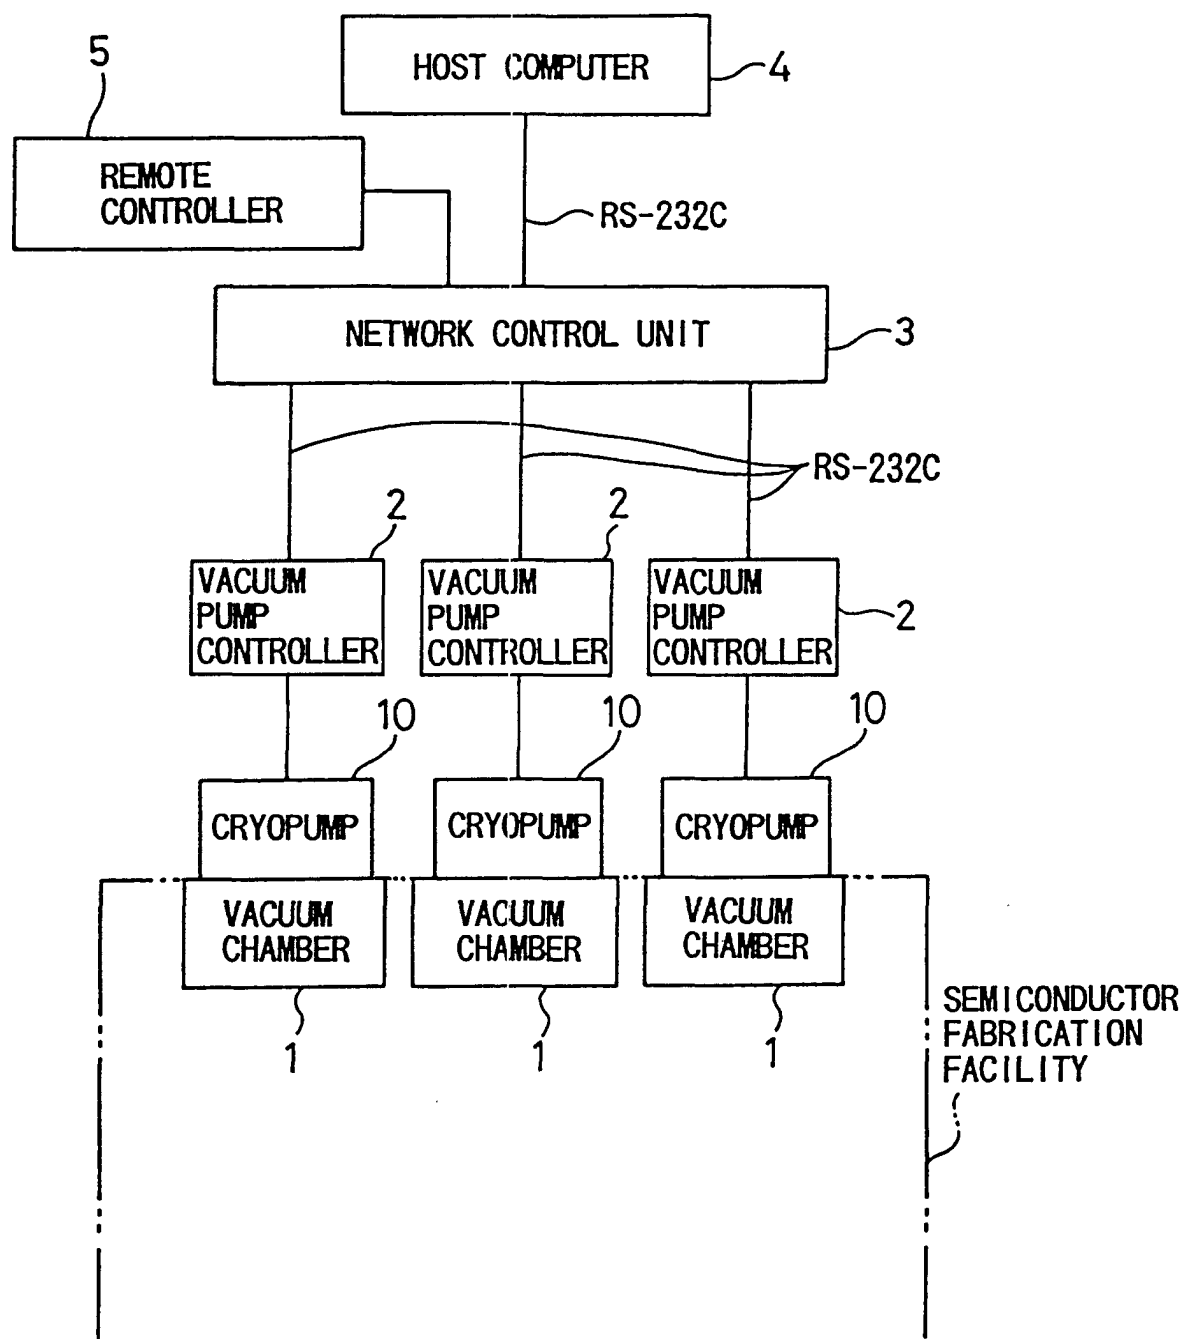 HOST COMPUTER
4
5
REMOTE
CONTROLLER
RS-232C
NETWORK CONTROL UNIT
3
RS-232C
2
2
VACUUM
PUMP
CONTROLLER
VACUUM
PUMP
CONTROLLER
VACUUM
PUMP
CONTROLLER
2
10
10
10
CRYOPUMP
CRYOPUMP
CRYOPUMP
VACUUM
CHAMBER
VACUUM
CHAMBER
VACUUM
CHAMBER
1
1
1
SEMICONDUCTOR
FABRICATION
FACILITY